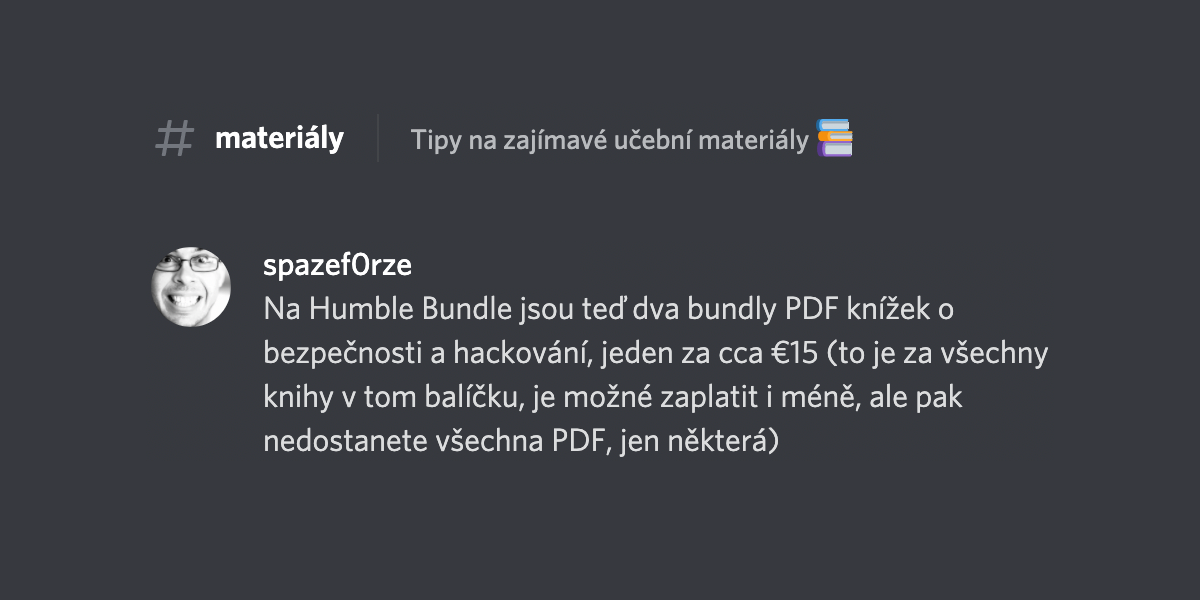 # materiály Tipy na zajímavé učební materiály 📚
spazef0rze
Na Humble Bundle jsou teď dva bundly PDF knížek o
bezpečnosti a hackování, jeden za cca €15 (to je za všechny
knihy v tom balíčku, je možné zaplatit i méně, ale pak
nedostanete všechna PDF, jen některá)